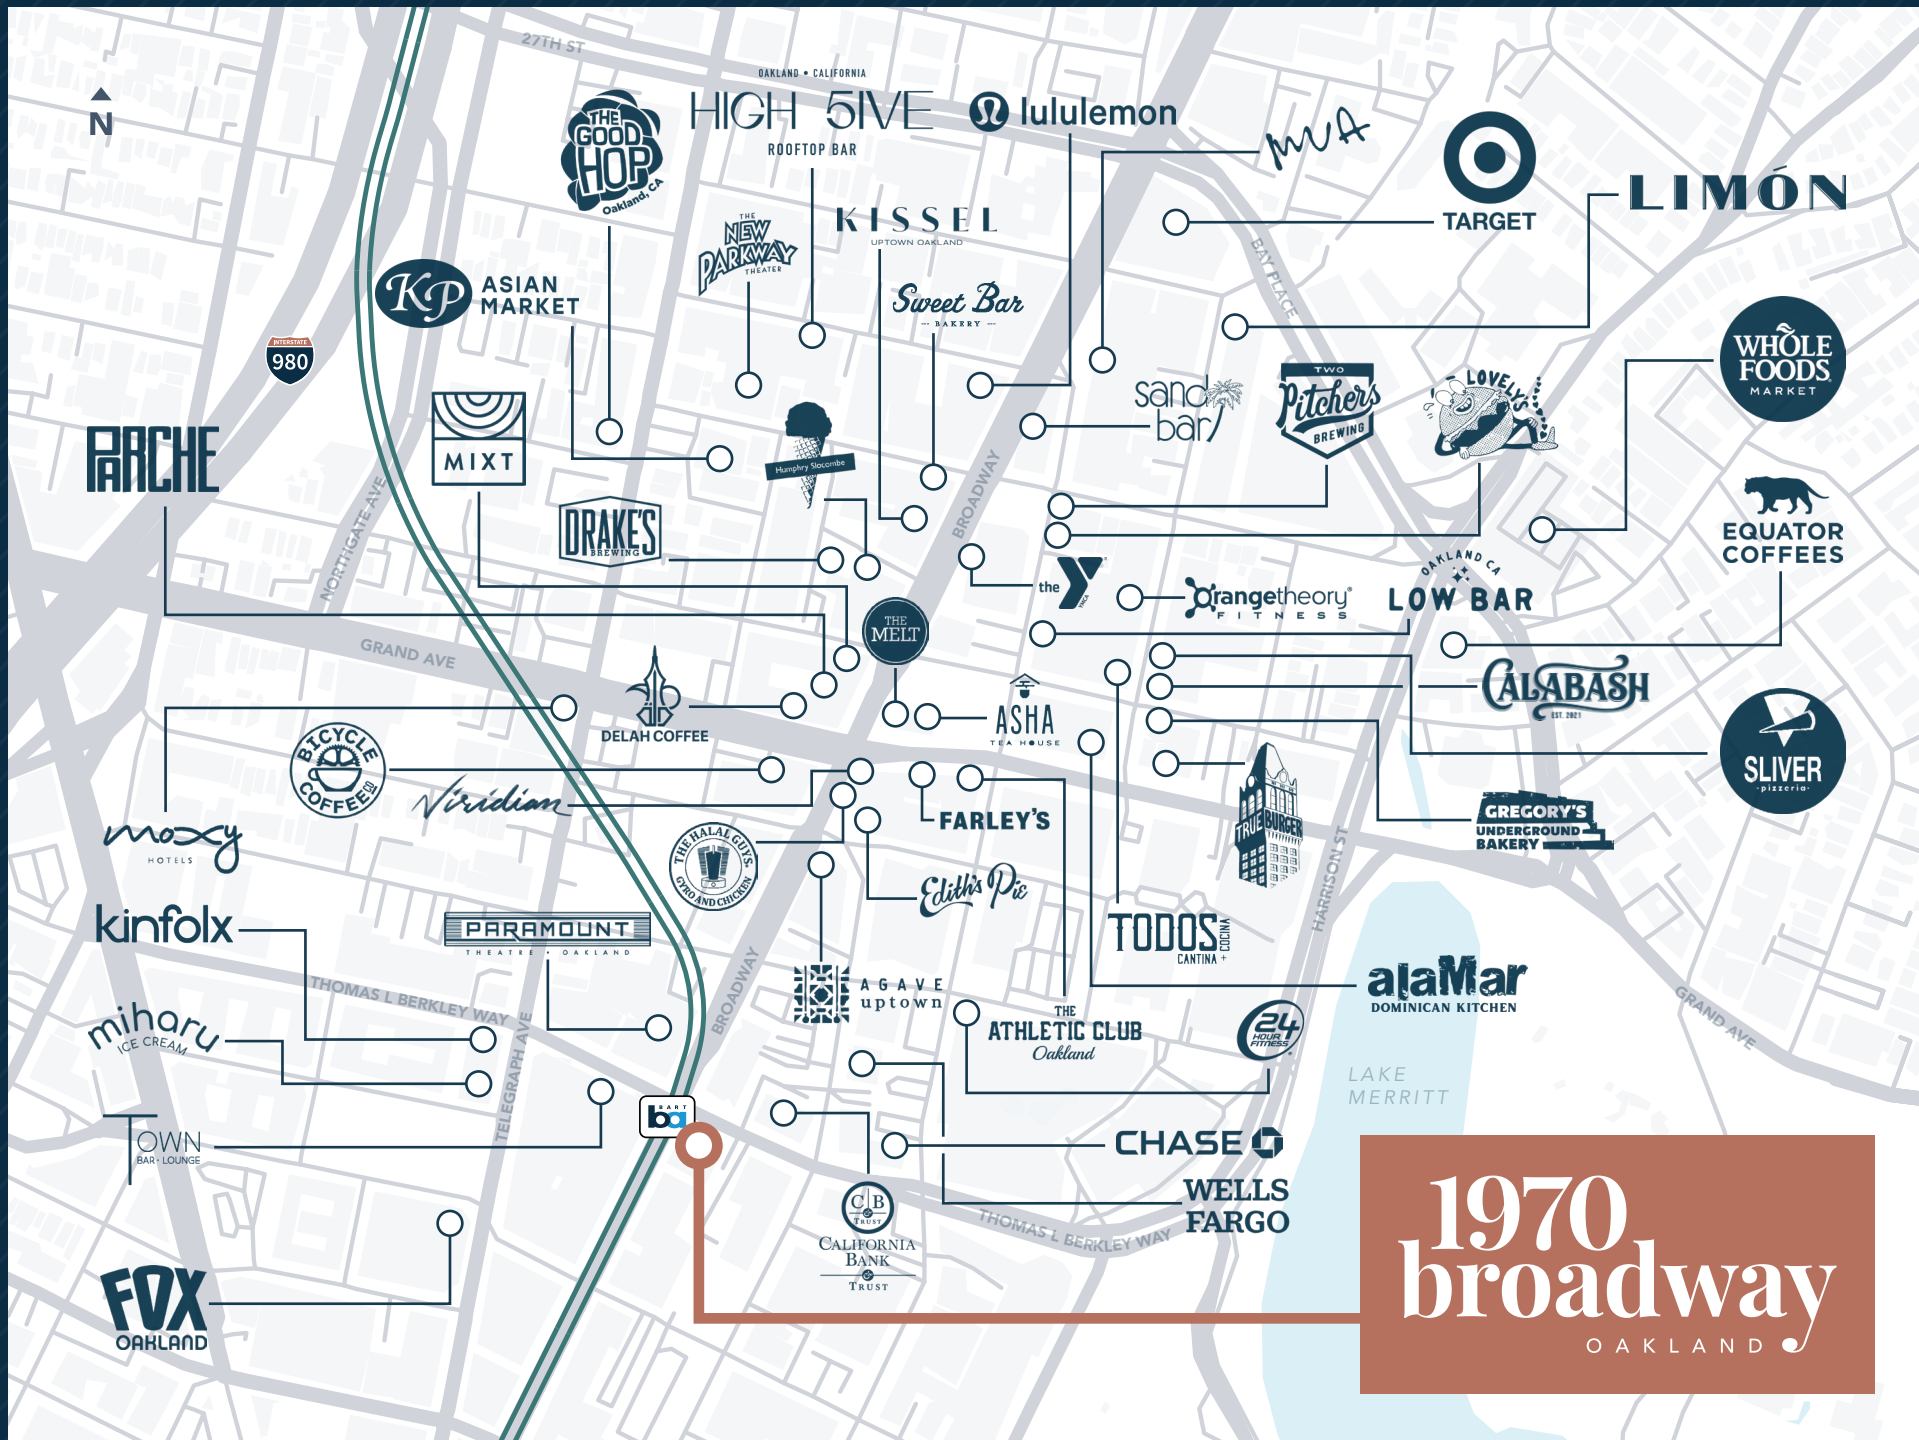 27TH ST
N
THE
GOOD
HOP
Oakland, CA
OAKLAND • CALIFORNIA
HIGH 5IVE
ROOFTOP BAR
lululemon
MUA
TARGET
LIMÓN
THE
NEW
PARKWAY
THEATER
KISSEL
UPTOWN OAKLAND
Sweet Bar
BAKERY
BAY PLACE
KP ASIAN
MARKET
INTERSTATE
980
WHOLE
FOODS
MARKET
sand
bar
TWO
Pitchers
BREWING
LOVELY'S
PARCHE
MIXT
Humphry Slocombe
BROADWAY
NORTHGATE AVE
DRAKE'S
BREWING
EQUATOR
COFFEES
the Y
YMCA
Orangetheory®
FITNESS
OAKLAND CA
LOW BAR
THE
MELT
GRAND AVE
CALABASH
EST. 2021
DELAH COFFEE
ASHA
TEA HOUSE
SLIVER
pizzeria
BICYCLE
COFFEE CO
Viridian
FARLEY'S
TRUE BURGER
GREGORY'S
UNDERGROUND
BAKERY
moxy
HOTELS
THE HALAL GUYS
GYRO AND CHICKEN
Edith's Pie
HARRISON ST
kinfolx
PARAMOUNT
THEATRE • OAKLAND
TODOS
COCINA
CANTINA +
BROADWAY
AGAVE
uptown
alaMar
DOMINICAN KITCHEN
THOMAS L BERKLEY WAY
miharu
ICE CREAM
TELEGRAPH AVE
THE
ATHLETIC CLUB
Oakland
24
HOUR
FITNESS
GRAND AVE
LAKE
MERRITT
BART
ba
TOWN
BAR • LOUNGE
CHASE
WELLS
FARGO
THOMAS L BERKLEY WAY
CB
& TRUST
CALIFORNIA
BANK
&
TRUST
FOX
OAKLAND
1970
broadway
OAKLAND